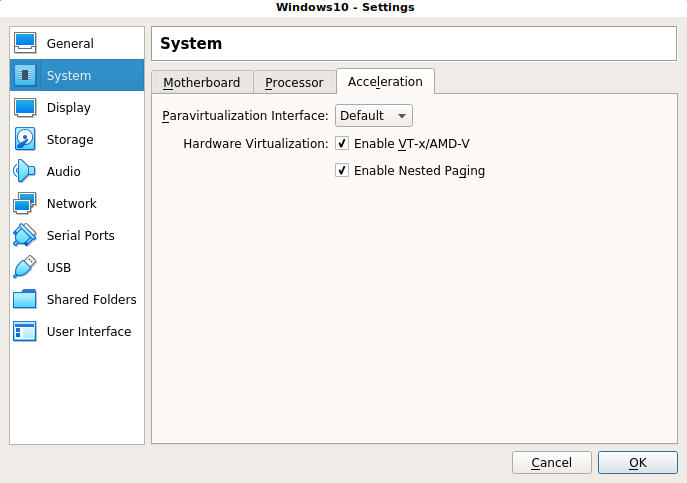 Windows10 - Settings
General
System
Display
Storage
Audio
Network
Serial Ports
USB
Shared Folders
User Interface
System
Motherboard Processor Acceleration
Paravirtualization Interface: Default
Hardware Virtualization: Enable VT-x/AMD-V
Enable Nested Paging
Cancel OK